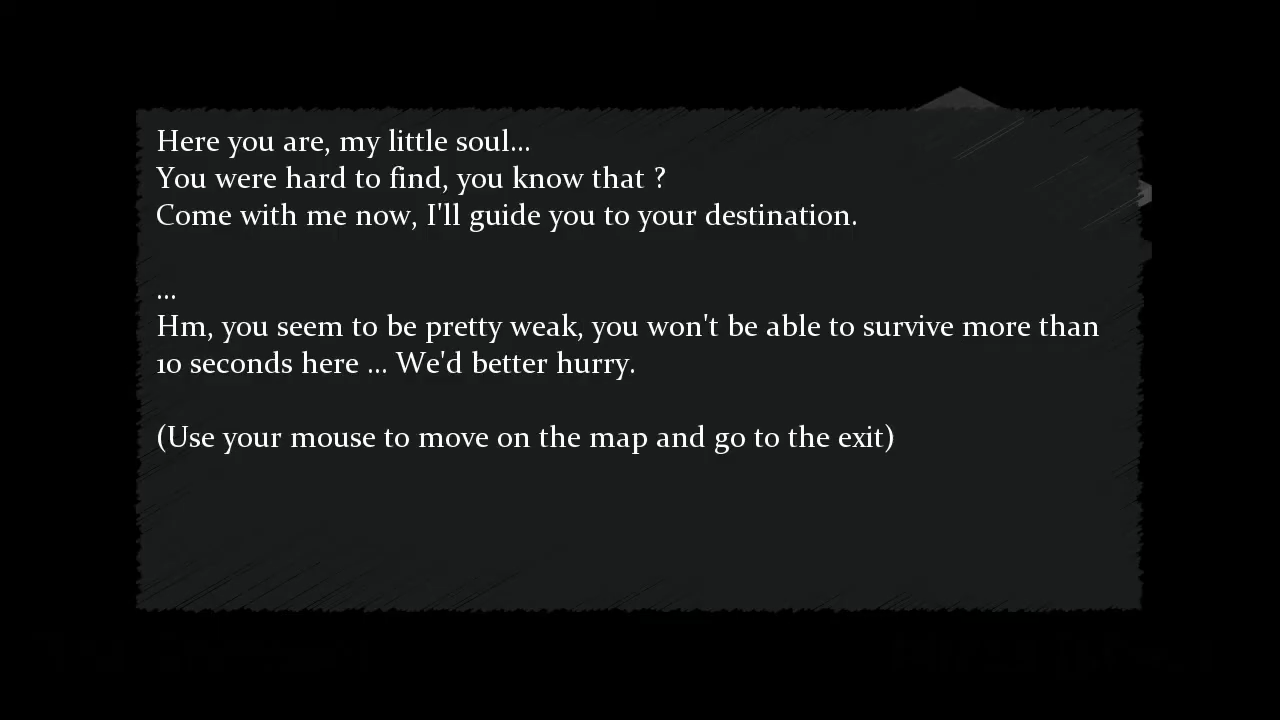 Here you are, my little soul...
You were hard to find, you know that ?
Come with me now, I'll guide you to your destination.
...
Hm, you seem to be pretty weak, you won't be able to survive more than
10 seconds here ... We'd better hurry.
(Use your mouse to move on the map and go to the exit)